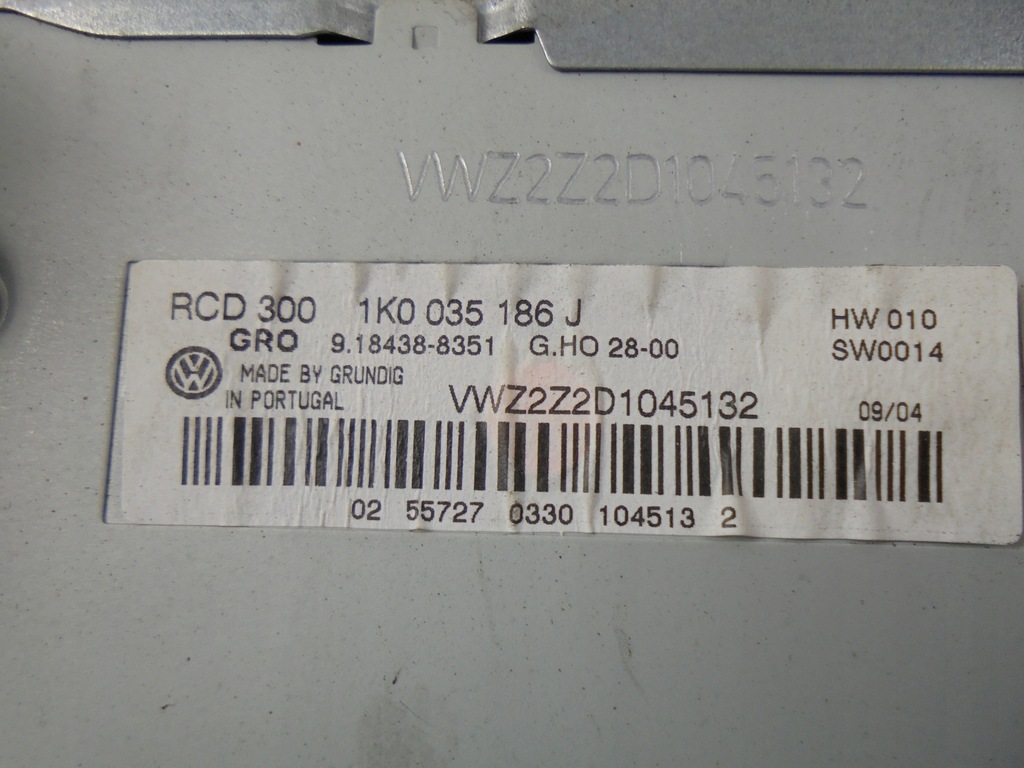 VWZ2Z2D1045132
RCD 300 1K0 035 186 J HW 010
GRO 9.18438-8351 G.HO 28-00 SW0014
MADE BY GRUNDIG
IN PORTUGAL VWZ2Z2D1045132 09/04
02 55727 0330 104513 2